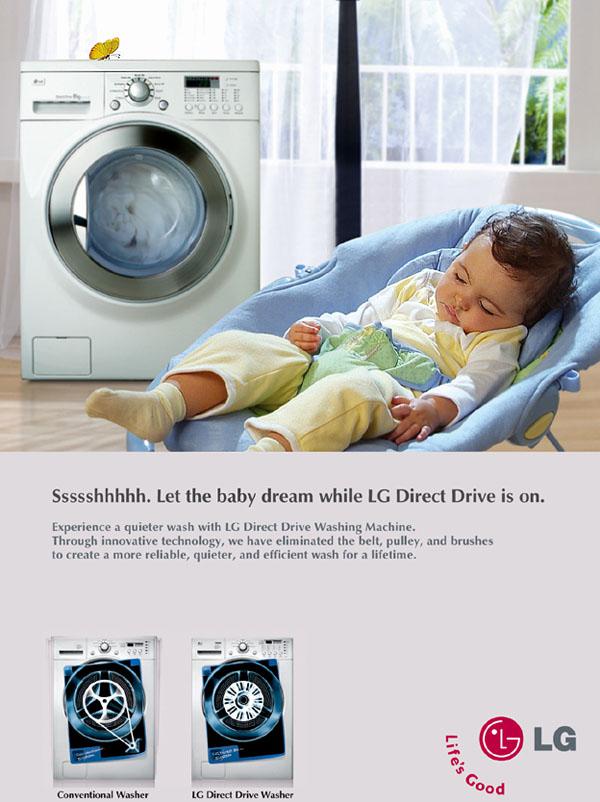 Ssssshhhhh. Let the baby dream while LG Direct Drive is on.
Experience a quieter wash with LG Direct Drive Washing Machine.
Through innovative technology, we have eliminated the belt, pulley, and brushes
to create a more reliable, quieter, and efficient wash for a lifetime.
Conventional Washer
LG Direct Drive Washer
Life's Good
LG